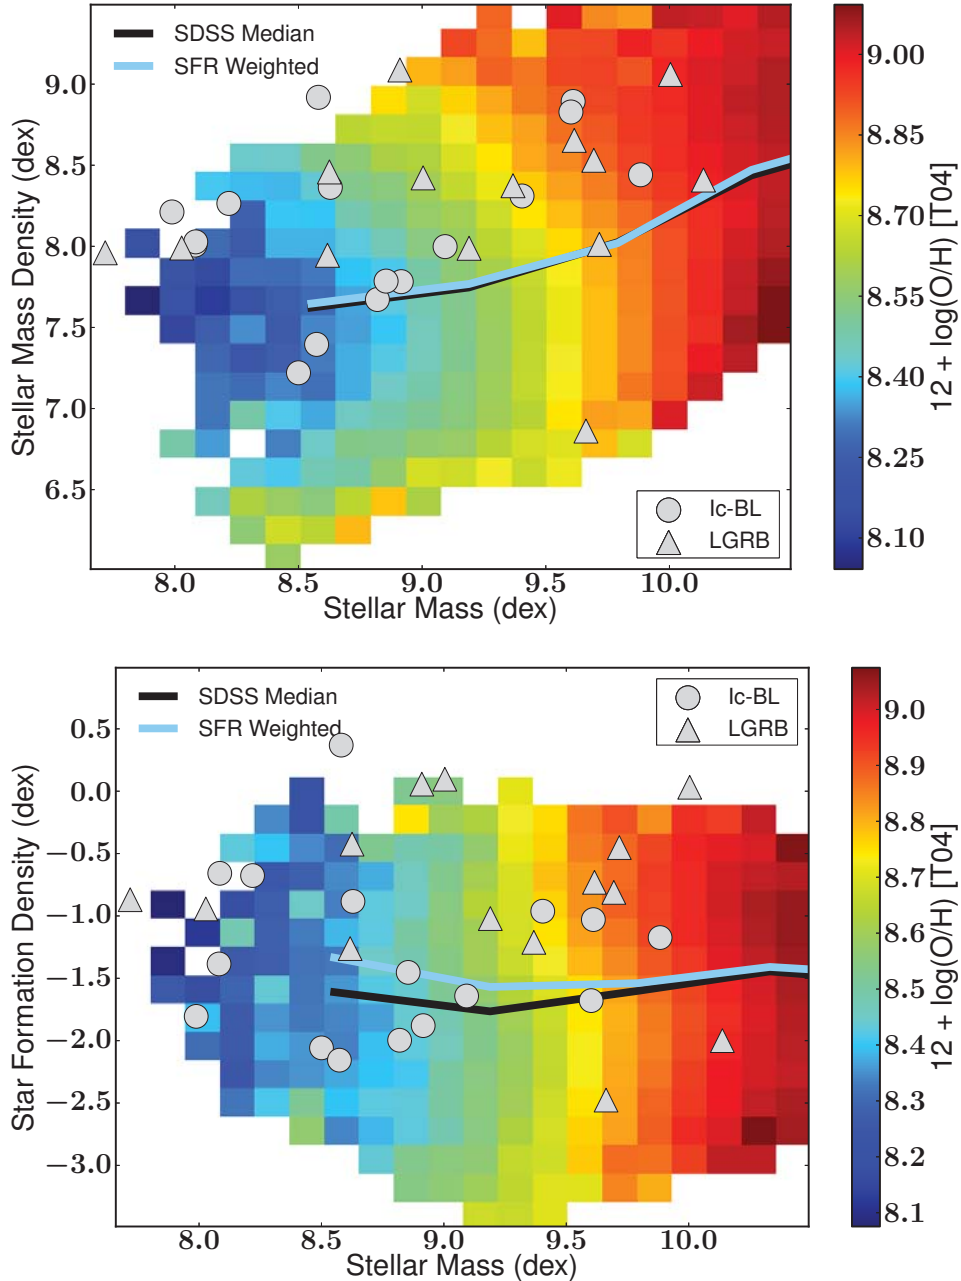 SDSS Median
SFR Weighted
9.0
8.5
8.0
7.5
7.0
6.5
Stellar Mass Density (dex)
8.0 8.5 9.0 9.5 10.0
Stellar Mass (dex)
Ic-BL
LGRB
9.00
8.85
8.70
8.55
8.40
8.25
8.10
12 + log(O/H) [T04]
SDSS Median
SFR Weighted
Ic-BL
LGRB
0.5
0.0
−0.5
−1.0
−1.5
−2.0
−2.5
−3.0
Star Formation Density (dex)
8.0 8.5 9.0 9.5 10.0
Stellar Mass (dex)
9.0
8.9
8.8
8.7
8.6
8.5
8.4
8.3
8.2
8.1
12 + log(O/H) [T04]